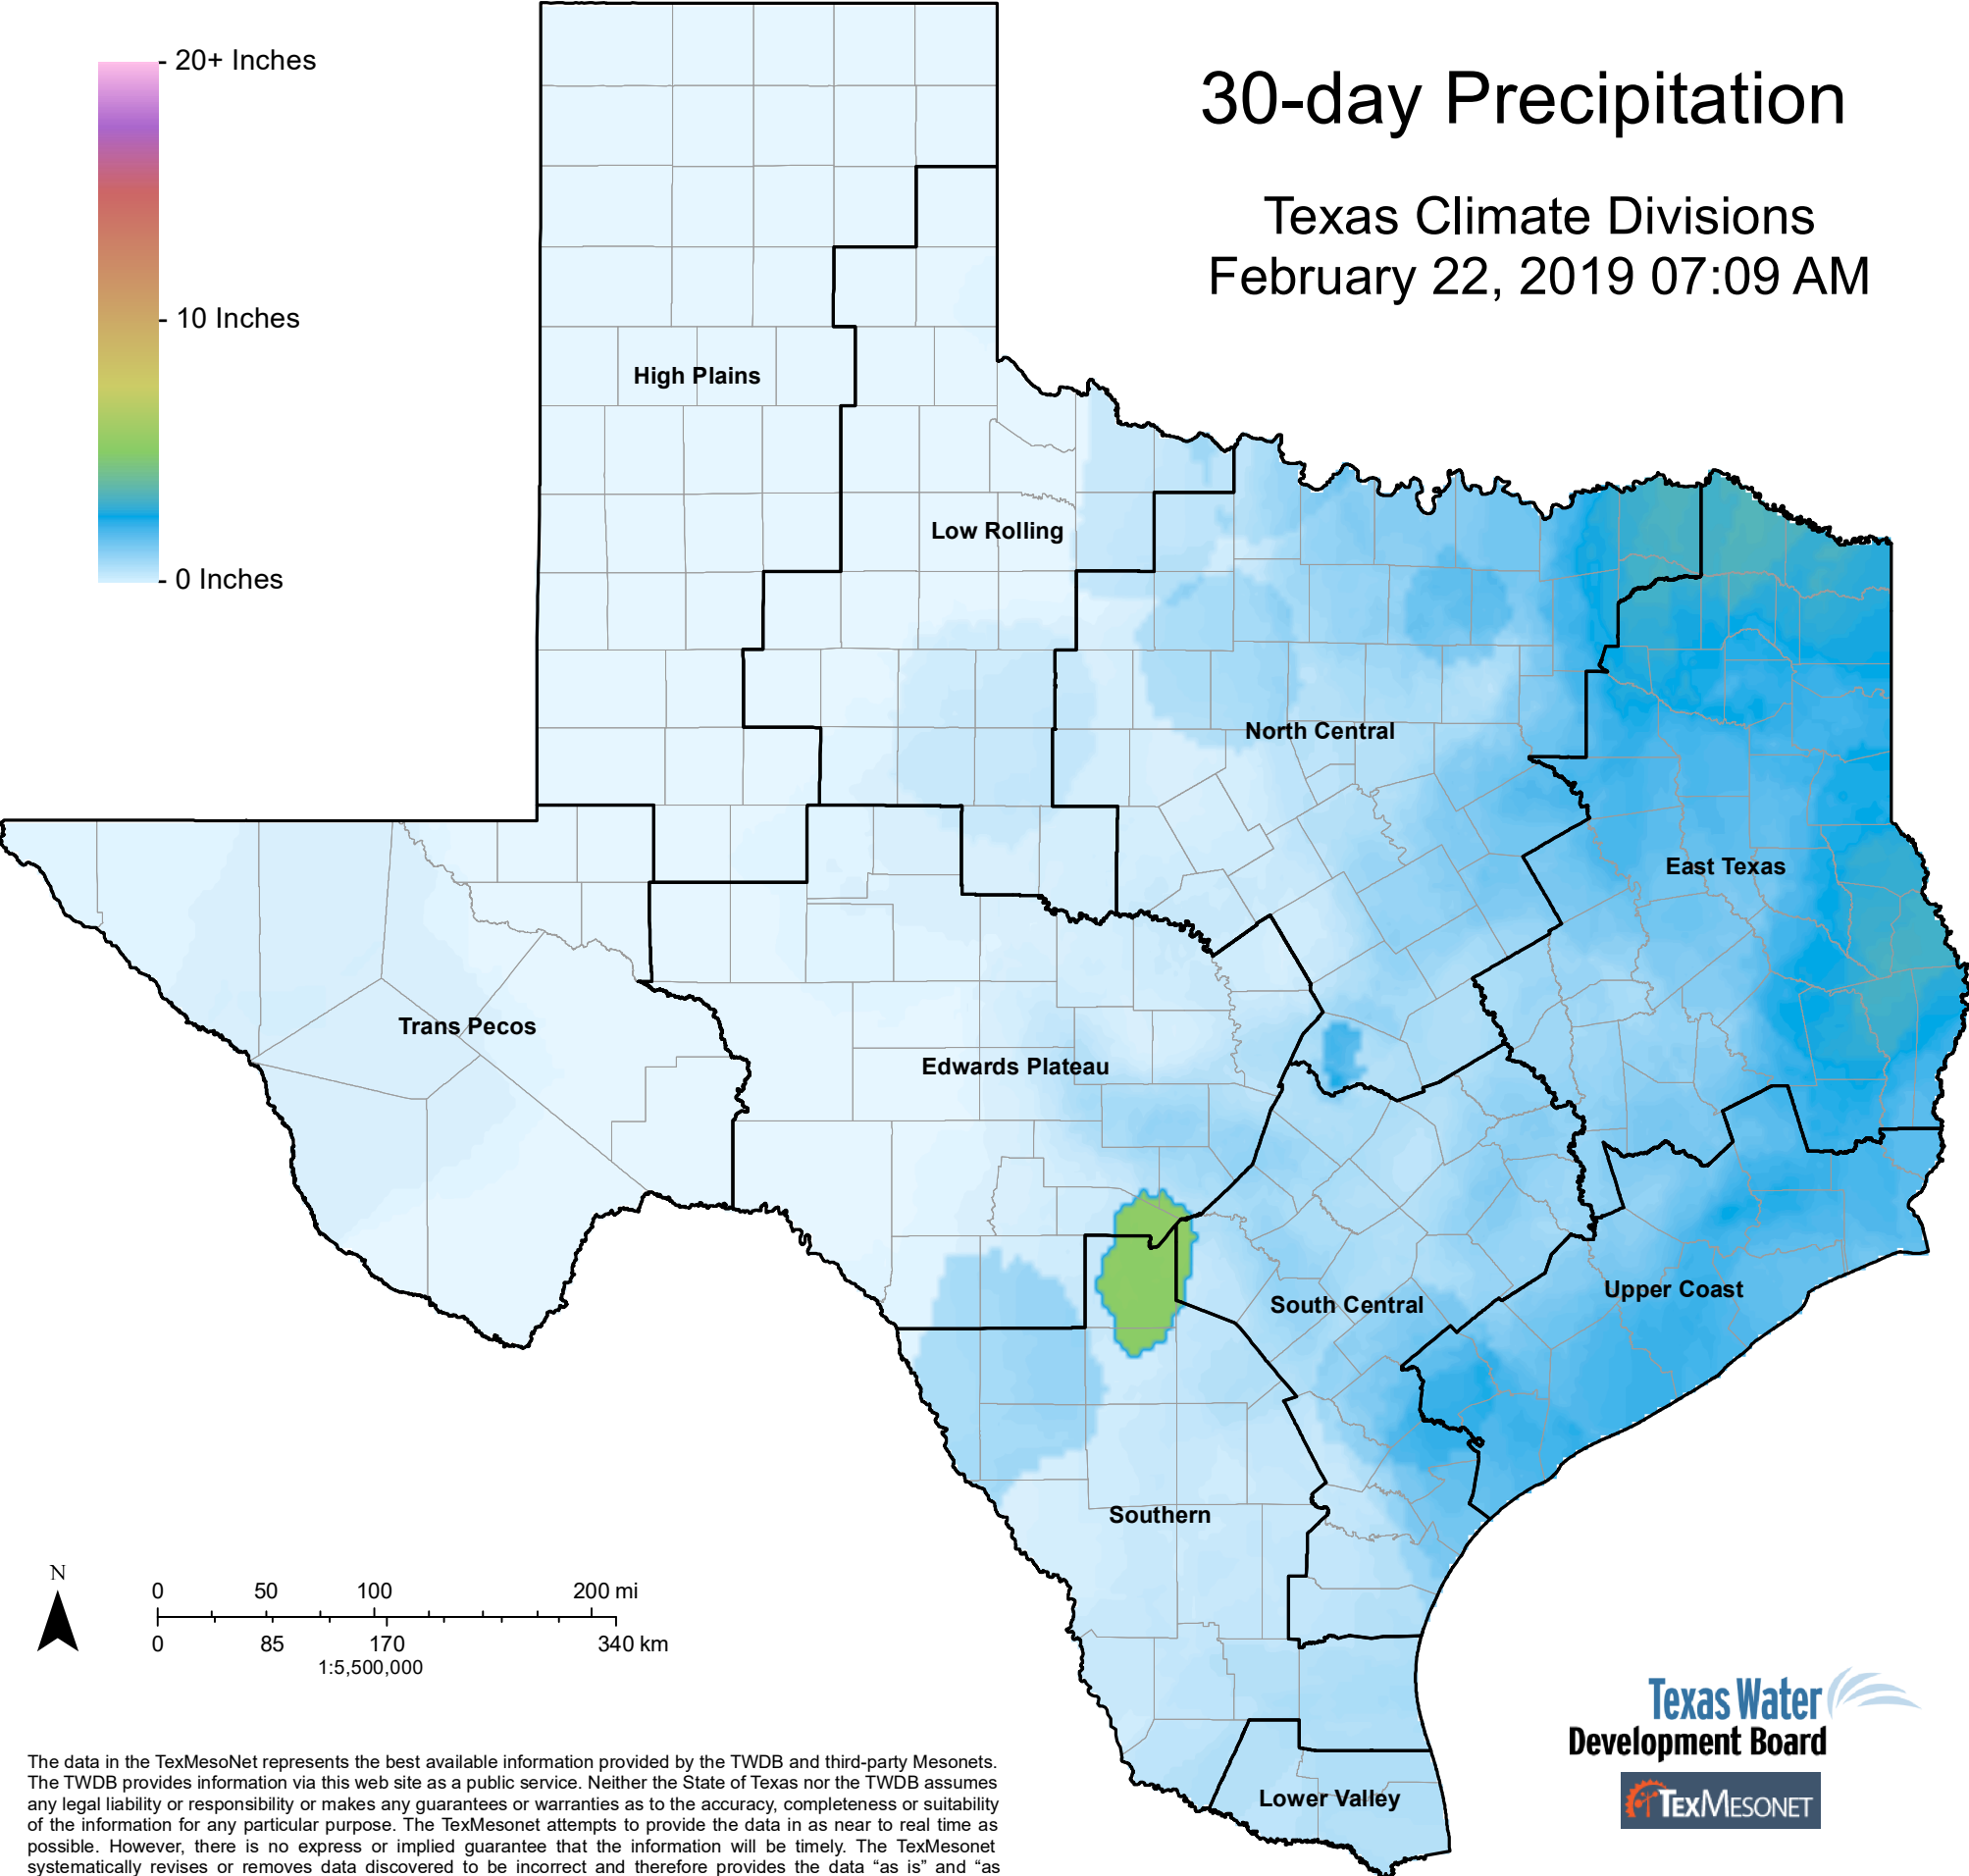 20+ Inches
10 Inches
0 Inches
30-day Precipitation
Texas Climate Divisions
February 22, 2019 07:09 AM
High Plains
Low Rolling
North Central
East Texas
Trans Pecos
Edwards Plateau
South Central
Upper Coast
Southern
Lower Valley
N
0 50 100 200 mi
0 85 170 340 km
1:5,500,000
Texas Water
Development Board
TEXMESONET
The data in the TexMesoNet represents the best available information provided by the TWDB and third-party Mesonets.
The TWDB provides information via this web site as a public service. Neither the State of Texas nor the TWDB assumes
any legal liability or responsibility or makes any guarantees or warranties as to the accuracy, completeness or suitability
of the information for any particular purpose. The TexMesonet attempts to provide the data in as near to real time as
possible. However, there is no express or implied guarantee that the information will be timely. The TexMesonet
systematically revises or removes data discovered to be incorrect and therefore provides the data “as is” and “as